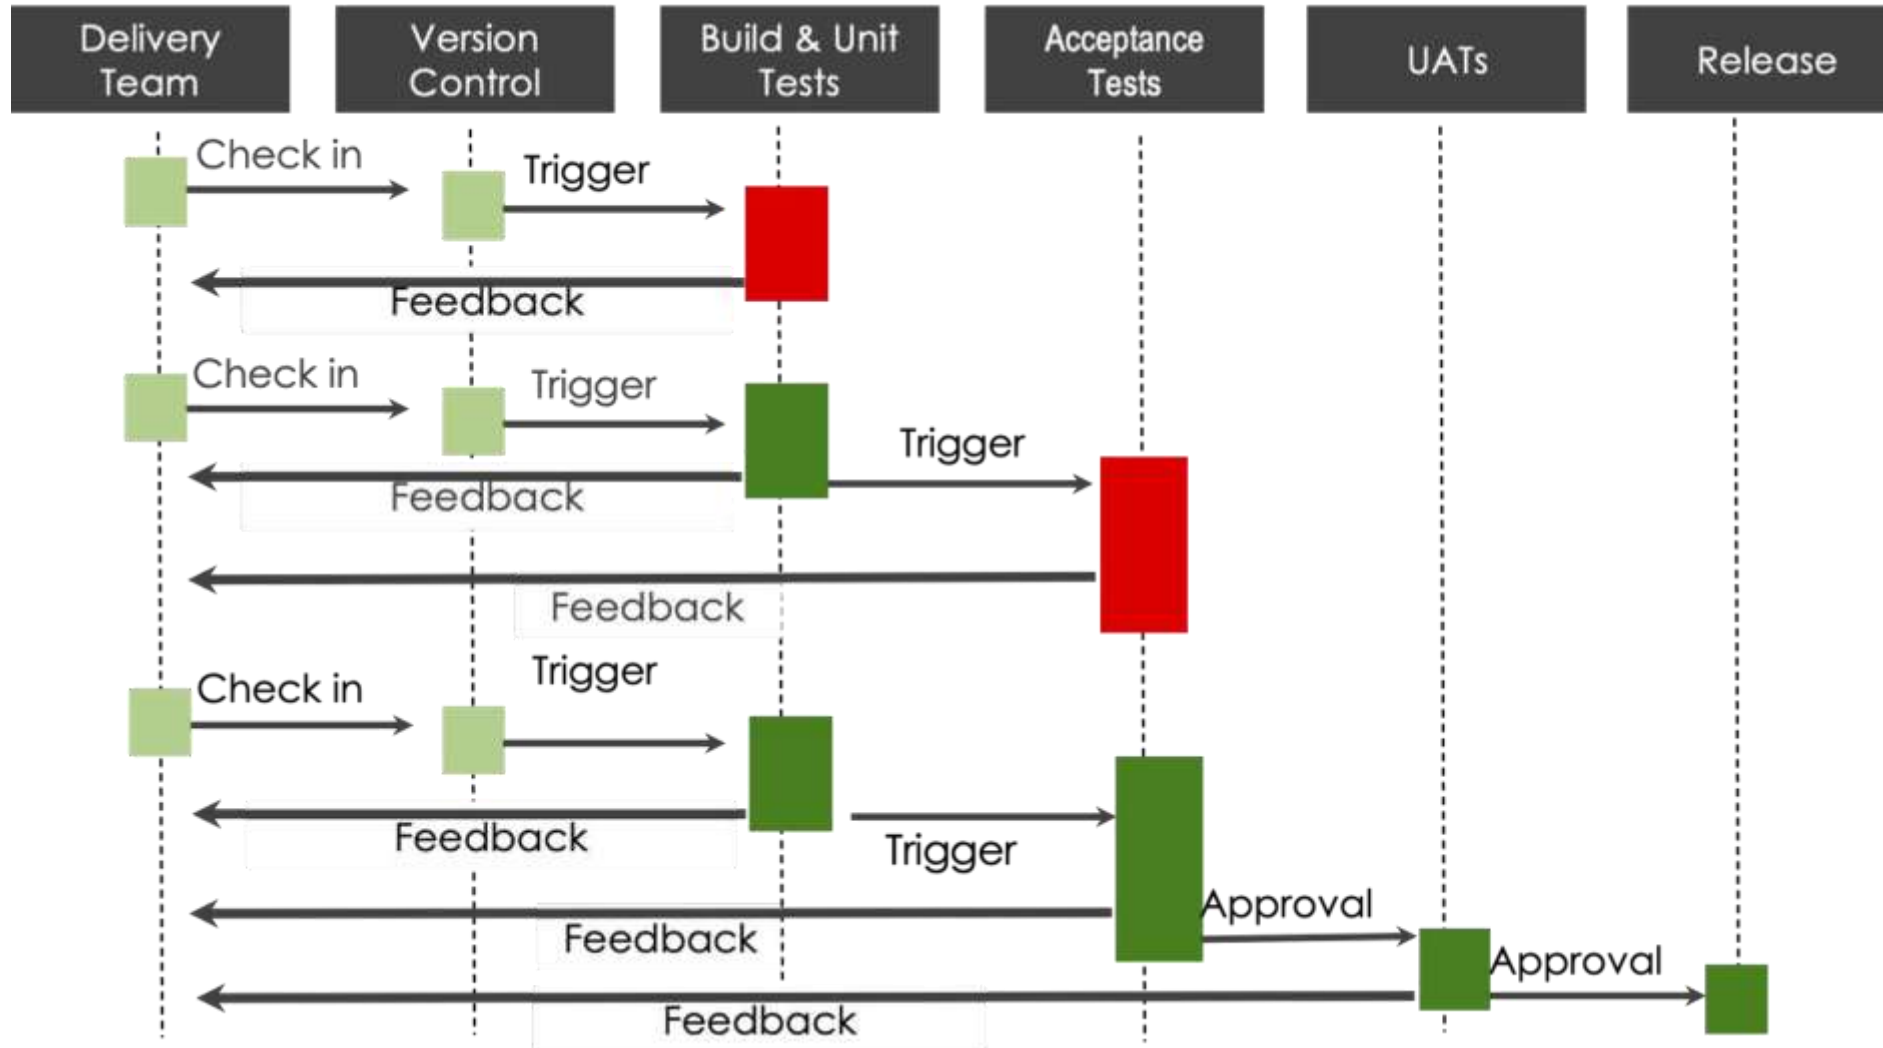 Delivery
Team
Version
Control
Build & Unit
Tests
Acceptance
Tests
UATs
Release
Check in
Trigger
Feedback
Check in
Trigger
Trigger
Feedback
Feedback
Trigger
Check in
Feedback
Trigger
Approval
Feedback
Approval
Feedback